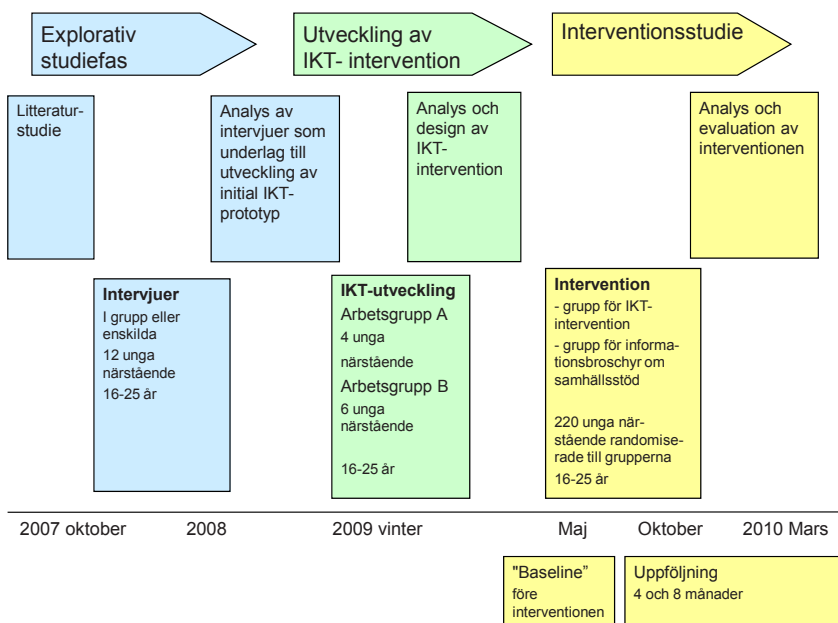 Explorativ
studiefas
Utveckling av
IKT- intervention
Interventionsstudie
Litteratur-
studie
Analys av
intervjuer som
underlag till
utveckling av
initial IKT-
prototyp
Analys och
design av
IKT-
intervention
Analys och
evaluation av
interventionen
Intervjuer
I grupp eller
enskilda
12 unga
närstående
16-25 år
IKT-utveckling
Arbetsgrupp A
4 unga
närstående
Arbetsgrupp B
6 unga
närstående
16-25 år
Intervention
- grupp för IKT-
intervention
- grupp för informa-
tionsbroschyr om
samhällsstöd
220 unga när-
stående randomise-
rade till grupperna
16-25 år
2007 oktober
2008
2009 vinter
Maj
Oktober
2010 Mars
"Baseline”
före
interventionen
Uppföljning
4 och 8 månader